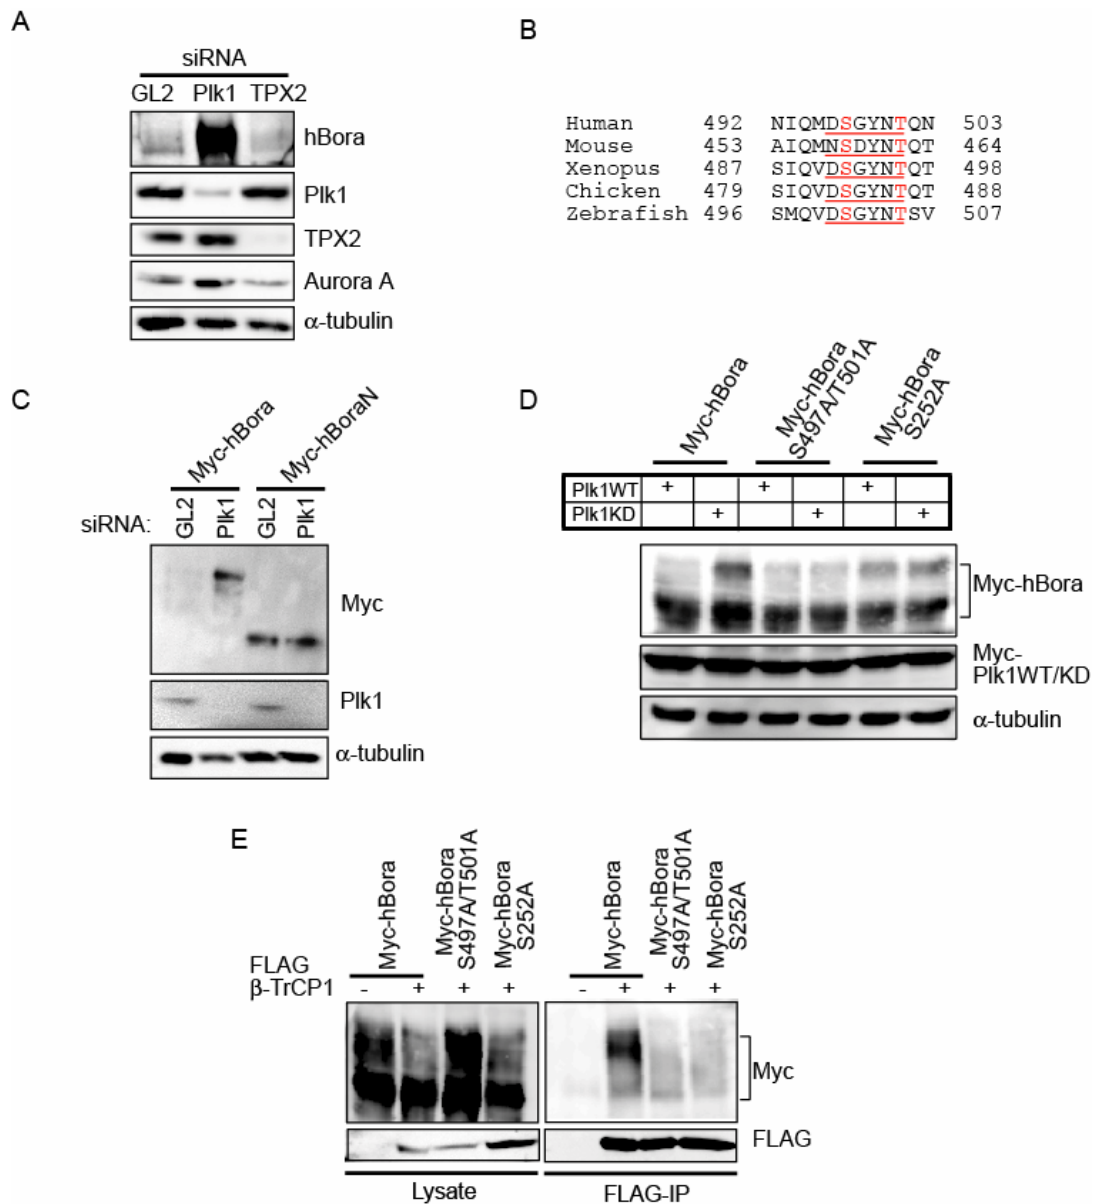 A
siRNA
GL2 Plk1 TPX2
hBora
Plk1
TPX2
Aurora A
α-tubulin
B
Human 492 NIQMDSGYNTQN 503
Mouse 453 AIQMNSDYNTQT 464
Xenopus 487 SIQVDSGYNTQT 498
Chicken 479 SIQVDSGYNTQT 488
Zebrafish 496 SMQVDSGYNTSV 507
C
Myc-hBora
Myc-hBoraN
siRNA: GL2 Plk1 GL2 Plk1
Myc
Plk1
α-tubulin
D
Myc-hBora
Myc-hBora
S497A/T501A
Myc-hBora
S252A
Plk1WT + + +
Plk1KD + + +
Myc-hBora
Myc-
Plk1WT/KD
α-tubulin
E
Myc-hBora
Myc-hBora
S497A/T501A
Myc-hBora
S252A
Myc-hBora
Myc-hBora
S497A/T501A
Myc-hBora
S252A
FLAG
β-TrCP1 - + + + - + + +
Myc
FLAG
Lysate
FLAG-IP